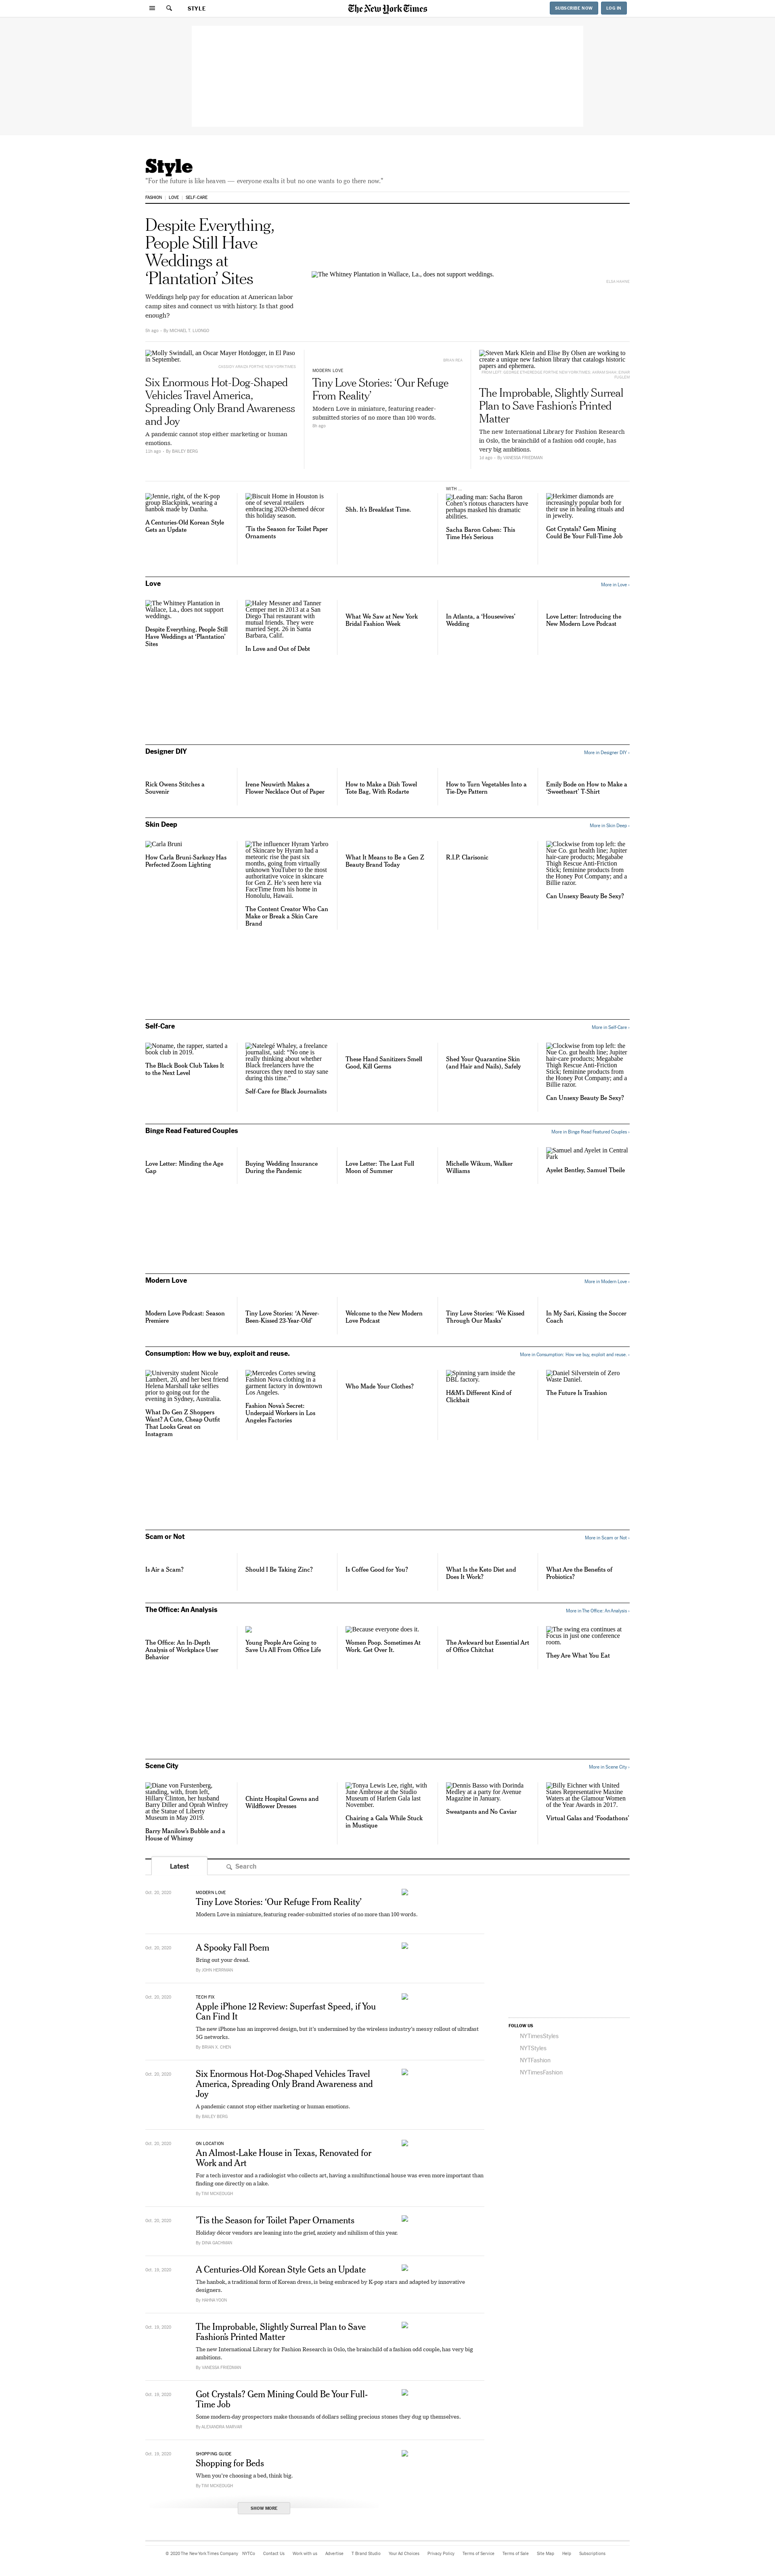 STYLE
The New York Times
SUBSCRIBE NOW
LOG IN
Style
“For the future is like heaven — everyone exalts it but no one wants to go there now.”
FASHION
LOVE
SELF-CARE
Despite Everything,
People Still Have
Weddings at
‘Plantation’ Sites
Weddings help pay for education at American labor
camp sites and connect us with history. Is that good
enough?
3h ago
By MICHAEL T. LUONGO
The Whitney Plantation in Wallace, La., does not support weddings.
Molly Swindall, an Oscar Mayer Hotdogger, in El Paso
in September.
Six Enormous Hot-Dog-Shaped
Vehicles Travel America,
Spreading Only Brand Awareness
and Joy
A pandemic cannot stop either marketing or human
emotions.
11h ago
By BAILEY BERG
BRIAN REA
MODERN LOVE
Tiny Love Stories: ‘Our Refuge
From Reality’
Modern Love in miniature, featuring reader-
submitted stories of no more than 100 words.
8h ago
Steven Mark Klein and Elise By Olsen are working to
create a unique new fashion library that catalogs historic
papers and ephemera.
The Improbable, Slightly Surreal
Plan to Save Fashion’s Printed
Matter
The new International Library for Fashion Research
in Oslo, the brainchild of a fashion odd couple, has
very big ambitions.
1d ago
By VANESSA FRIEDMAN
Jennie, right, of the K-pop
group Blackpink, wearing a
hanbok made by Danha.
A Centuries-Old Korean Style
Gets an Update
Biscuit Home in Houston is
one of several retailers
embracing 2020-themed décor
this holiday season.
’Tis the Season for Toilet Paper
Ornaments
Shh. It’s Breakfast Time.
WITH ...
Leading man: Sacha Baron
Cohen’s riotous characters have
perhaps masked his dramatic
abilities.
Sacha Baron Cohen: This
Time He’s Serious
Herkimer diamonds are
increasingly popular both for
their use in healing rituals and
in jewelry.
Got Crystals? Gem Mining
Could Be Your Full-Time Job
Love
More in Love ›
The Whitney Plantation in
Wallace, La., does not support
weddings.
Despite Everything, People Still
Have Weddings at ‘Plantation’
Sites
Haley Messner and Tanner
Cemper met in 2013 at a San
Diego Thai restaurant with
mutual friends. They were
married Sept. 26 in Santa
Barbara, Calif.
In Love and Out of Debt
What We Saw at New York
Bridal Fashion Week
In Atlanta, a ‘Housewives’
Wedding
Love Letter: Introducing the
New Modern Love Podcast
Designer DIY
More in Designer DIY ›
Rick Owens Stitches a
Souvenir
Irene Neuwirth Makes a
Flower Necklace Out of Paper
How to Make a Dish Towel
Tote Bag, With Rodarte
How to Turn Vegetables Into a
Tie-Dye Pattern
Emily Bode on How to Make a
‘Sweetheart’ T-Shirt
Skin Deep
More in Skin Deep ›
Carla Bruni
How Carla Bruni-Sarkozy Has
Perfected Zoom Lighting
The influencer Hyram Yarbro
of Skincare by Hyram had a
meteoric rise the past six
months, going from virtually
unknown YouTuber to the most
authoritative voice in skincare
for Gen Z. He’s seen here via
FaceTime from his home in
Honolulu, Hawaii.
The Content Creator Who Can
Make or Break a Skin Care
Brand
What It Means to Be a Gen Z
Beauty Brand Today
R.I.P. Clarisonic
Clockwise from top left: the
Nue Co. gut health line; Jupiter
hair-care products; Megababe
Thigh Rescue Anti-Friction
Stick; feminine products from
the Honey Pot Company; and a
Billie razor.
Can Unsexy Beauty Be Sexy?
Self-Care
More in Self-Care ›
Noname, the rapper, started a
book club in 2019.
The Black Book Club Takes It
to the Next Level
Natelegé Whaley, a freelance
journalist, said: “No one is
really thinking about whether
Black freelancers have the
resources they need to stay sane
during this time.”
Self-Care for Black Journalists
These Hand Sanitizers Smell
Good, Kill Germs
Shed Your Quarantine Skin
(and Hair and Nails), Safely
Clockwise from top left: the
Nue Co. gut health line; Jupiter
hair-care products; Megababe
Thigh Rescue Anti-Friction
Stick; feminine products from
the Honey Pot Company; and a
Billie razor.
Can Unsexy Beauty Be Sexy?
Binge Read Featured Couples
More in Binge Read Featured Couples ›
Love Letter: Minding the Age
Gap
Buying Wedding Insurance
During the Pandemic
Love Letter: The Last Full
Moon of Summer
Michelle Wikum, Walker
Williams
Samuel and Ayelet in Central
Park
Ayelet Bentley, Samuel Tbeile
Modern Love
More in Modern Love ›
Modern Love Podcast: Season
Premiere
Tiny Love Stories: ‘A Never-
Been-Kissed 23-Year-Old’
Welcome to the New Modern
Love Podcast
Tiny Love Stories: ‘We Kissed
Through Our Masks’
In My Sari, Kissing the Soccer
Coach
Consumption: How we buy, exploit and reuse.
More in Consumption: How we buy, exploit and reuse. ›
University student Nicole
Lambert, 20, and her best friend
Helena Marshall take selfies
prior to going out for the
evening in Sydney, Australia.
What Do Gen Z Shoppers
Want? A Cute, Cheap Outfit
That Looks Great on
Instagram
Mercedes Cortes sewing
Fashion Nova clothing in a
garment factory in downtown
Los Angeles.
Fashion Nova’s Secret:
Underpaid Workers in Los
Angeles Factories
Who Made Your Clothes?
Spinning yarn inside the
DBL factory.
H&M’s Different Kind of
Clickbait
Daniel Silverstein of Zero
Waste Daniel.
The Future Is Trashion
Scam or Not
More in Scam or Not ›
Is Air a Scam?
Should I Be Taking Zinc?
Is Coffee Good for You?
What Is the Keto Diet and
Does It Work?
What Are the Benefits of
Probiotics?
The Office: An Analysis
More in The Office: An Analysis ›
The Office: An In-Depth
Analysis of Workplace User
Behavior
Young People Are Going to
Save Us All From Office Life
Because everyone does it.
Women Poop. Sometimes At
Work. Get Over It.
The Awkward but Essential Art
of Office Chitchat
The swing era continues at
Focus in just one conference
room.
They Are What You Eat
Scene City
More in Scene City ›
Diane von Furstenberg,
standing, with, from left,
Hillary Clinton, her husband
Barry Diller and Oprah Winfrey
at the Statue of Liberty
Museum in May 2019.
Barry Manilow’s Bubble and a
House of Whimsy
Chintz Hospital Gowns and
Wildflower Dresses
Tonya Lewis Lee, right, with
June Ambrose at the Studio
Museum of Harlem Gala last
November.
Chairing a Gala While Stuck
in Mustique
Dennis Basso with Dorinda
Medley at a party for Avenue
Magazine in January.
Sweatpants and No Caviar
Billy Eichner with United
States Representative Maxine
Waters at the Glamour Women
of the Year Awards in 2017.
Virtual Galas and ‘Foodathons’
Latest
Search
Oct. 20, 2020
MODERN LOVE
Tiny Love Stories: ‘Our Refuge From Reality’
Modern Love in miniature, featuring reader-submitted stories of no more than 100 words.
Oct. 20, 2020
A Spooky Fall Poem
Bring out your dread.
By JOHN HERRMAN
Oct. 20, 2020
TECH FIX
Apple iPhone 12 Review: Superfast Speed, if You
Can Find It
The new iPhone has an improved design, but it’s undermined by the wireless industry’s messy rollout of ultrafast
5G networks.
By BRIAN X. CHEN
Oct. 20, 2020
Six Enormous Hot-Dog-Shaped Vehicles Travel
America, Spreading Only Brand Awareness and
Joy
A pandemic cannot stop either marketing or human emotions.
By BAILEY BERG
Oct. 20, 2020
ON LOCATION
An Almost-Lake House in Texas, Renovated for
Work and Art
For a tech investor and a radiologist who collects art, having a multifunctional house was even more important than
finding one directly on a lake.
By TIM MCKEOUGH
Oct. 20, 2020
’Tis the Season for Toilet Paper Ornaments
Holiday décor vendors are leaning into the grief, anxiety and nihilism of this year.
By DINA GACHMAN
Oct. 19, 2020
A Centuries-Old Korean Style Gets an Update
The hanbok, a traditional form of Korean dress, is being embraced by K-pop stars and adapted by innovative
designers.
By HAHNA YOON
Oct. 19, 2020
The Improbable, Slightly Surreal Plan to Save
Fashion’s Printed Matter
The new International Library for Fashion Research in Oslo, the brainchild of a fashion odd couple, has very big
ambitions.
By VANESSA FRIEDMAN
Oct. 19, 2020
Got Crystals? Gem Mining Could Be Your Full-
Time Job
Some modern-day prospectors make thousands of dollars selling precious stones they dug up themselves.
By ALEXANDRA MARVAR
Oct. 19, 2020
SHOPPING GUIDE
Shopping for Beds
When you’re choosing a bed, think big.
By TIM MCKEOUGH
SHOW MORE
FOLLOW US
NYTimesStyles
NYTStyles
NYTFashion
NYTimesFashion
© 2020 The New York Times Company
NYTCo
Contact Us
Work with us
Advertise
T Brand Studio
Your Ad Choices
Privacy Policy
Terms of Service
Terms of Sale
Site Map
Help
Subscriptions